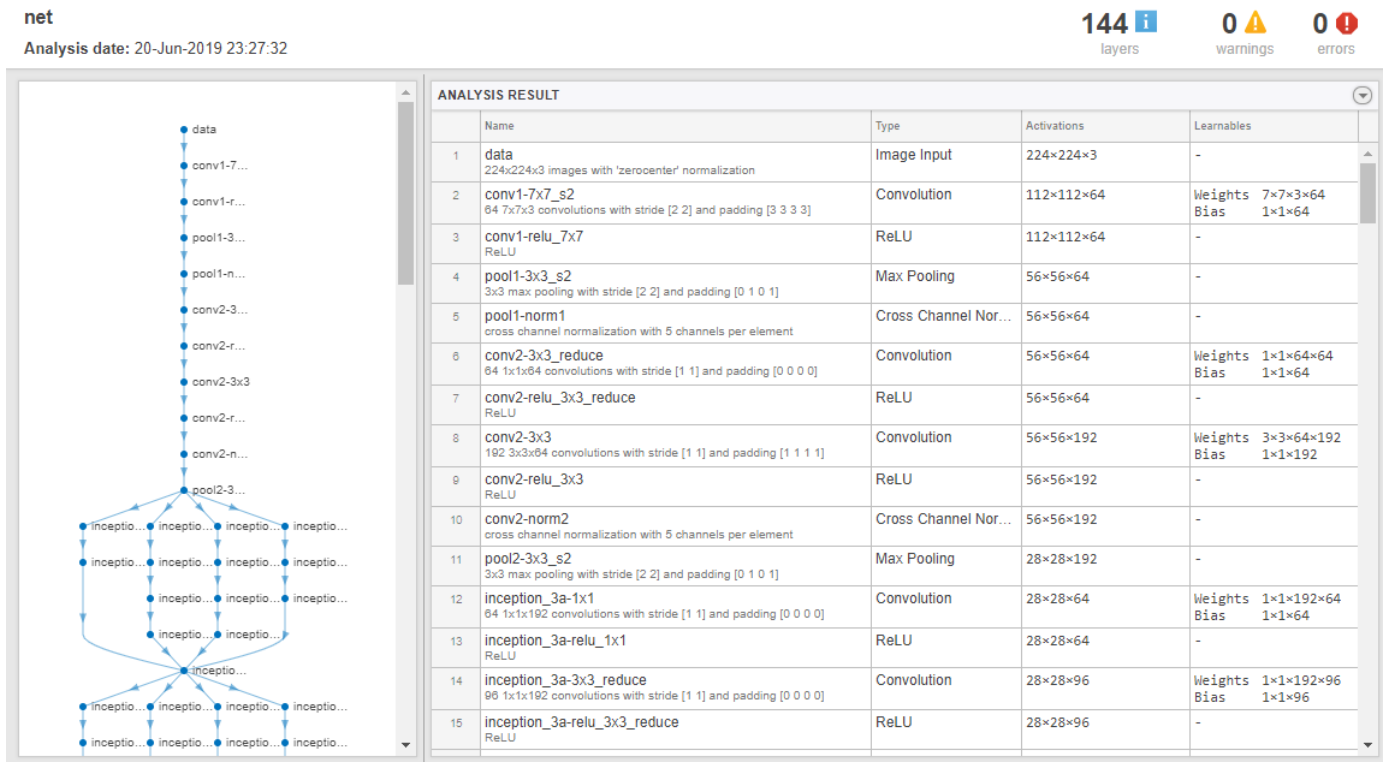 net
Analysis date: 20-Jun-2019 23:27:32
144 i
layers
0
warnings
0
errors
data
conv1-7...
conv1-r...
pool1-3...
pool1-n...
conv2-3...
conv2-r...
conv2-3x3
conv2-r...
conv2-n...
pool2-3...
inceptio... inceptio... inceptio... inceptio...
inceptio... inceptio... inceptio... inceptio...
inceptio... inceptio... inceptio...
inceptio... inceptio...
inceptio...
inceptio... inceptio... inceptio... inceptio...
inceptio... inceptio... inceptio... inceptio...
ANALYSIS RESULT
Name Type Activations Learnables
1 data Image Input 224×224×3 -
224x224x3 images with 'zerocenter' normalization
2 conv1-7x7_s2 Convolution 112×112×64 Weights 7×7×3×64
64 7x7x3 convolutions with stride [2 2] and padding [3 3 3 3] Bias 1×1×64
3 conv1-relu_7x7 ReLU 112×112×64 -
ReLU
4 pool1-3x3_s2 Max Pooling 56×56×64 -
3x3 max pooling with stride [2 2] and padding [0 1 0 1]
5 pool1-norm1 Cross Channel Nor... 56×56×64 -
cross channel normalization with 5 channels per element
6 conv2-3x3_reduce Convolution 56×56×64 Weights 1×1×64×64
64 1x1x64 convolutions with stride [1 1] and padding [0 0 0 0] Bias 1×1×64
7 conv2-relu_3x3_reduce ReLU 56×56×64 -
ReLU
8 conv2-3x3 Convolution 56×56×192 Weights 3×3×64×192
192 3x3x64 convolutions with stride [1 1] and padding [1 1 1 1] Bias 1×1×192
9 conv2-relu_3x3 ReLU 56×56×192 -
ReLU
10 conv2-norm2 Cross Channel Nor... 56×56×192 -
cross channel normalization with 5 channels per element
11 pool2-3x3_s2 Max Pooling 28×28×192 -
3x3 max pooling with stride [2 2] and padding [0 1 0 1]
12 inception_3a-1x1 Convolution 28×28×64 Weights 1×1×192×64
64 1x1x192 convolutions with stride [1 1] and padding [0 0 0 0] Bias 1×1×64
13 inception_3a-relu_1x1 ReLU 28×28×64 -
ReLU
14 inception_3a-3x3_reduce Convolution 28×28×96 Weights 1×1×192×96
96 1x1x192 convolutions with stride [1 1] and padding [0 0 0 0] Bias 1×1×96
15 inception_3a-relu_3x3_reduce ReLU 28×28×96 -
ReLU